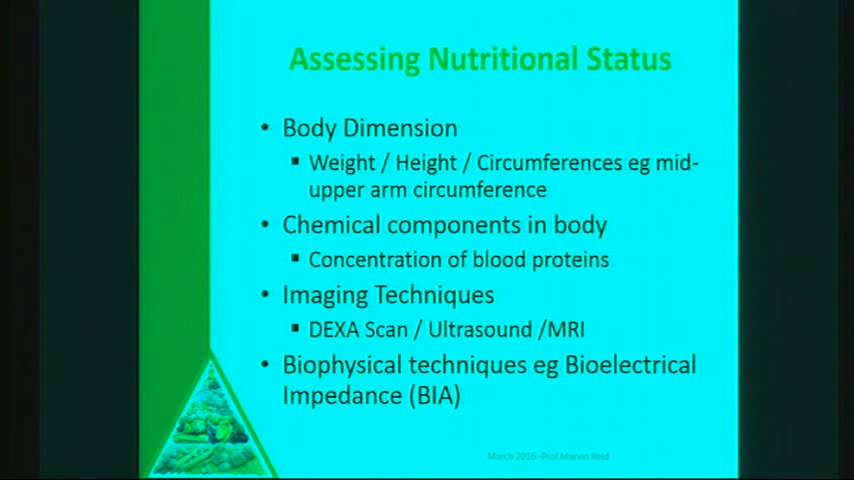 Assessing Nutritional Status
• Body Dimension
▪ Weight / Height / Circumferences eg mid-
upper arm circumference
• Chemical components in body
▪ Concentration of blood proteins
• Imaging Techniques
▪ DEXA Scan / Ultrasound /MRI
• Biophysical techniques eg Bioelectrical
Impedance (BIA)
March 2016 -Prof Marvin Reid